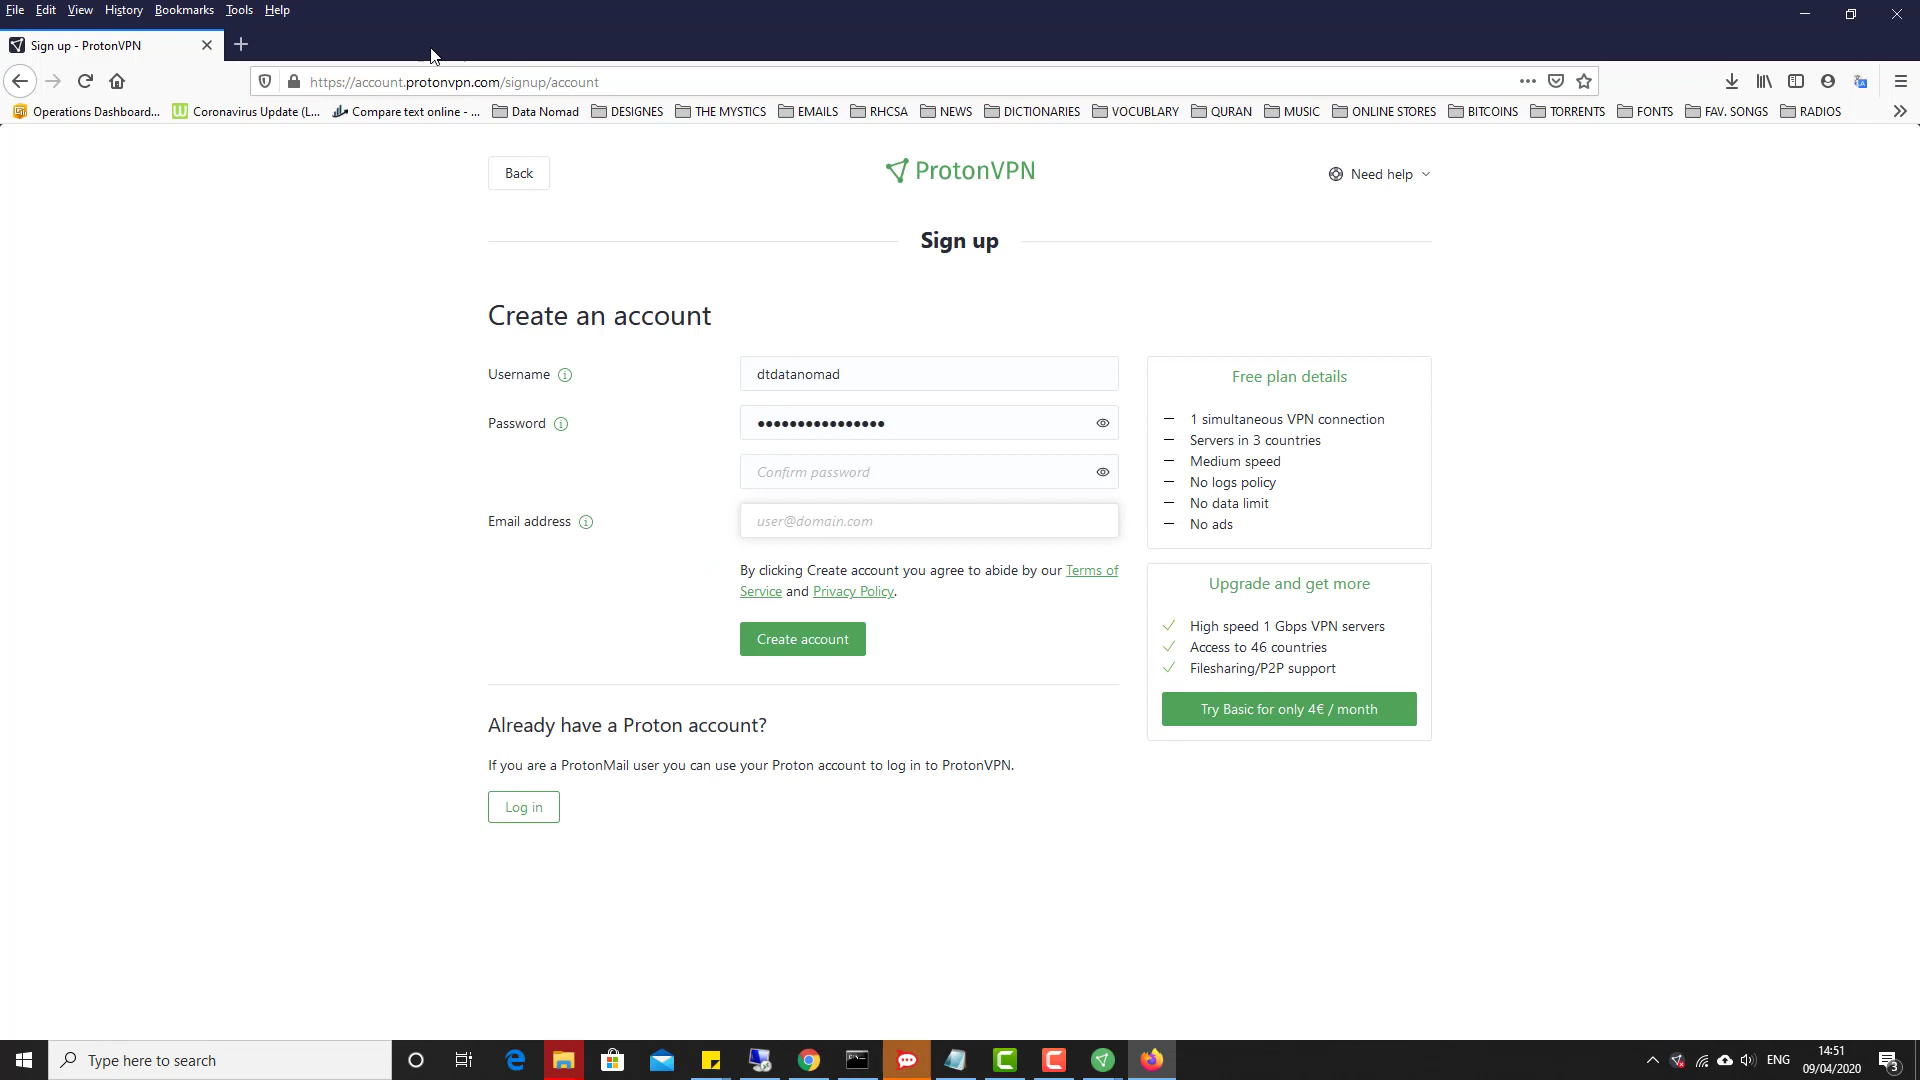 File Edit View History Bookmarks Tools Help
Sign up - ProtonVPN
https://account.protonvpn.com/signup/account
Operations Dashboard... Coronavirus Update (L... Compare text online - ... Data Nomad DESIGNES THE MYSTICS EMAILS RHCSA NEWS DICTIONARIES VOCUBLARY QURAN MUSIC ONLINE STORES BITCOINS TORRENTS FONTS FAV. SONGS RADIOS
Back
ProtonVPN
Need help
Sign up
Create an account
Username
dtdatanomad
Password
••••••••••••••••
Confirm password
Email address
user@domain.com
By clicking Create account you agree to abide by our Terms of
Service and Privacy Policy.
Create account
Free plan details
1 simultaneous VPN connection
Servers in 3 countries
Medium speed
No logs policy
No data limit
No ads
Upgrade and get more
High speed 1 Gbps VPN servers
Access to 46 countries
Filesharing/P2P support
Try Basic for only 4€ / month
Already have a Proton account?
If you are a ProtonMail user you can use your Proton account to log in to ProtonVPN.
Log in
Type here to search
ENG
14:51
09/04/2020
3